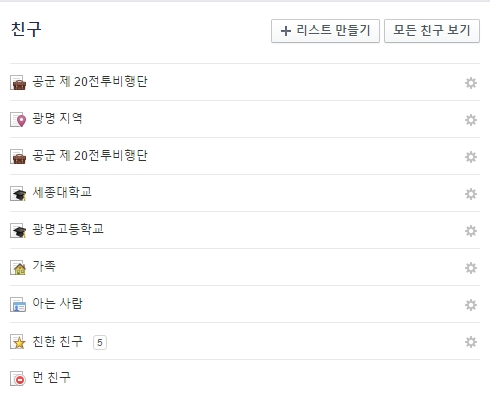 친구
리스트 만들기
모든 친구 보기
공군 제 20전투비행단
광명 지역
공군 제 20전투비행단
세종대학교
광명고등학교
가족
아는 사람
친한 친구 5
먼 친구